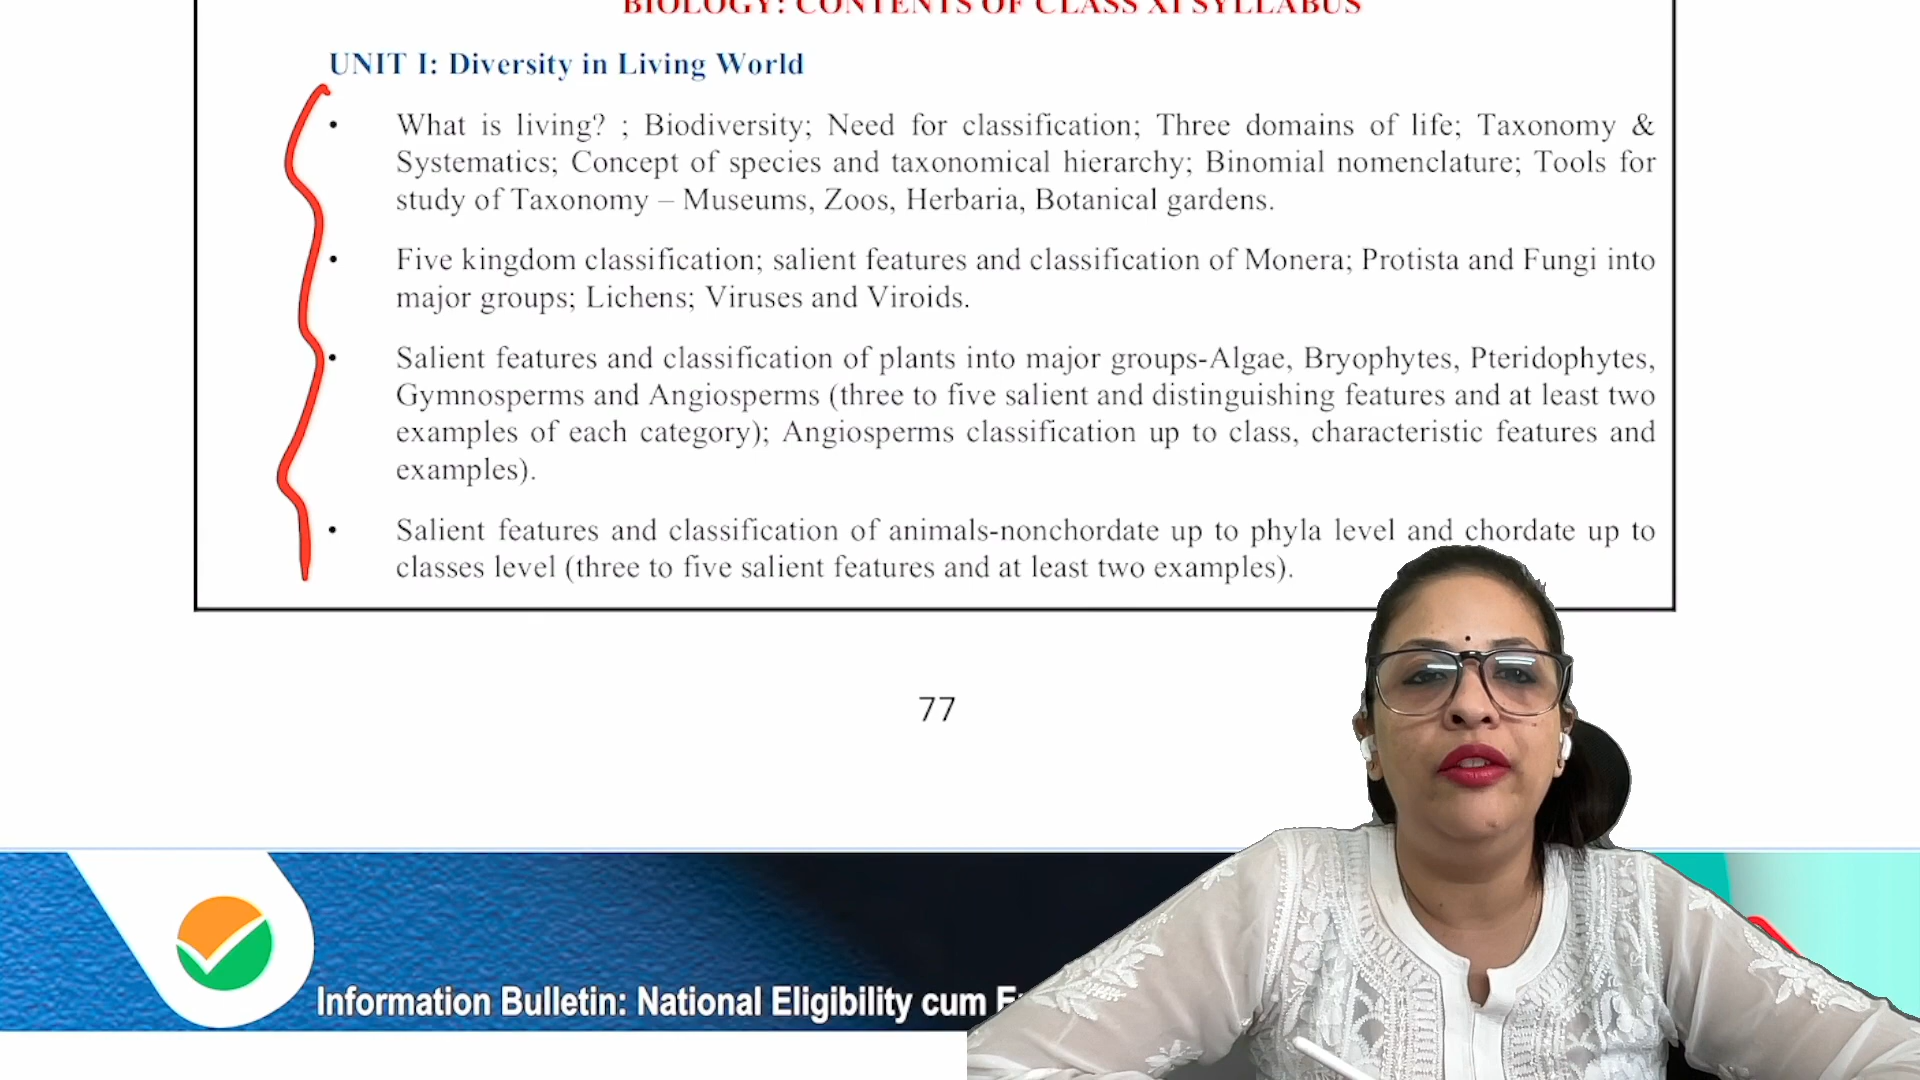 BIOLOGY: CONTENTS OF CLASS XI SYLLABUS
UNIT I: Diversity in Living World
• What is living? ; Biodiversity; Need for classification; Three domains of life; Taxonomy &
Systematics; Concept of species and taxonomical hierarchy; Binomial nomenclature; Tools for
study of Taxonomy – Museums, Zoos, Herbaria, Botanical gardens.
• Five kingdom classification; salient features and classification of Monera; Protista and Fungi into
major groups; Lichens; Viruses and Viroids.
• Salient features and classification of plants into major groups-Algae, Bryophytes, Pteridophytes,
Gymnosperms and Angiosperms (three to five salient and distinguishing features and at least two
examples of each category); Angiosperms classification up to class, characteristic features and
examples).
• Salient features and classification of animals-nonchordate up to phyla level and chordate up to
classes level (three to five salient features and at least two examples).
77
Information Bulletin: National Eligibility cum